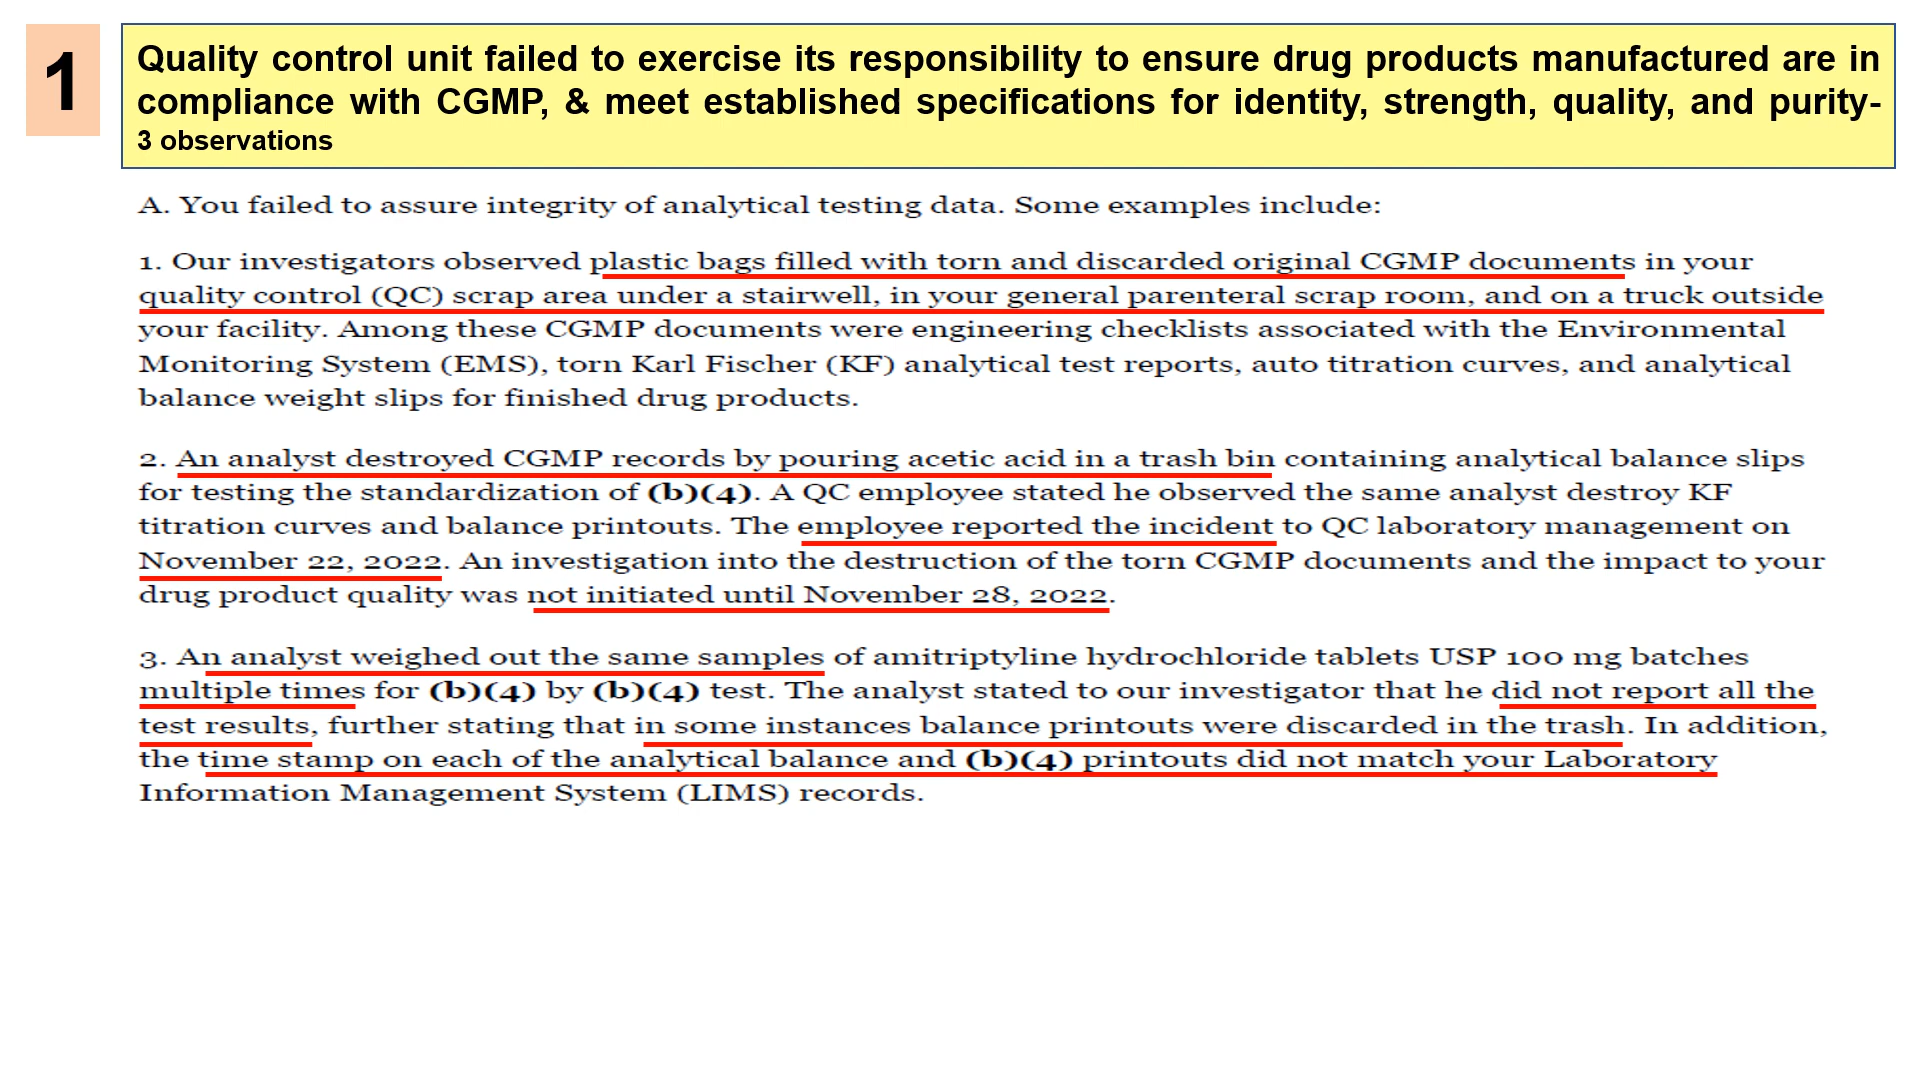 1
Quality control unit failed to exercise its responsibility to ensure drug products manufactured are in
compliance with CGMP, & meet established specifications for identity, strength, quality, and purity-
3 observations
A. You failed to assure integrity of analytical testing data. Some examples include:
1. Our investigators observed plastic bags filled with torn and discarded original CGMP documents in your
quality control (QC) scrap area under a stairwell, in your general parenteral scrap room, and on a truck outside
your facility. Among these CGMP documents were engineering checklists associated with the Environmental
Monitoring System (EMS), torn Karl Fischer (KF) analytical test reports, auto titration curves, and analytical
balance weight slips for finished drug products.
2. An analyst destroyed CGMP records by pouring acetic acid in a trash bin containing analytical balance slips
for testing the standardization of (b)(4). A QC employee stated he observed the same analyst destroy KF
titration curves and balance printouts. The employee reported the incident to QC laboratory management on
November 22, 2022. An investigation into the destruction of the torn CGMP documents and the impact to your
drug product quality was not initiated until November 28, 2022.
3. An analyst weighed out the same samples of amitriptyline hydrochloride tablets USP 100 mg batches
multiple times for (b)(4) by (b)(4) test. The analyst stated to our investigator that he did not report all the
test results, further stating that in some instances balance printouts were discarded in the trash. In addition,
the time stamp on each of the analytical balance and (b)(4) printouts did not match your Laboratory
Information Management System (LIMS) records.